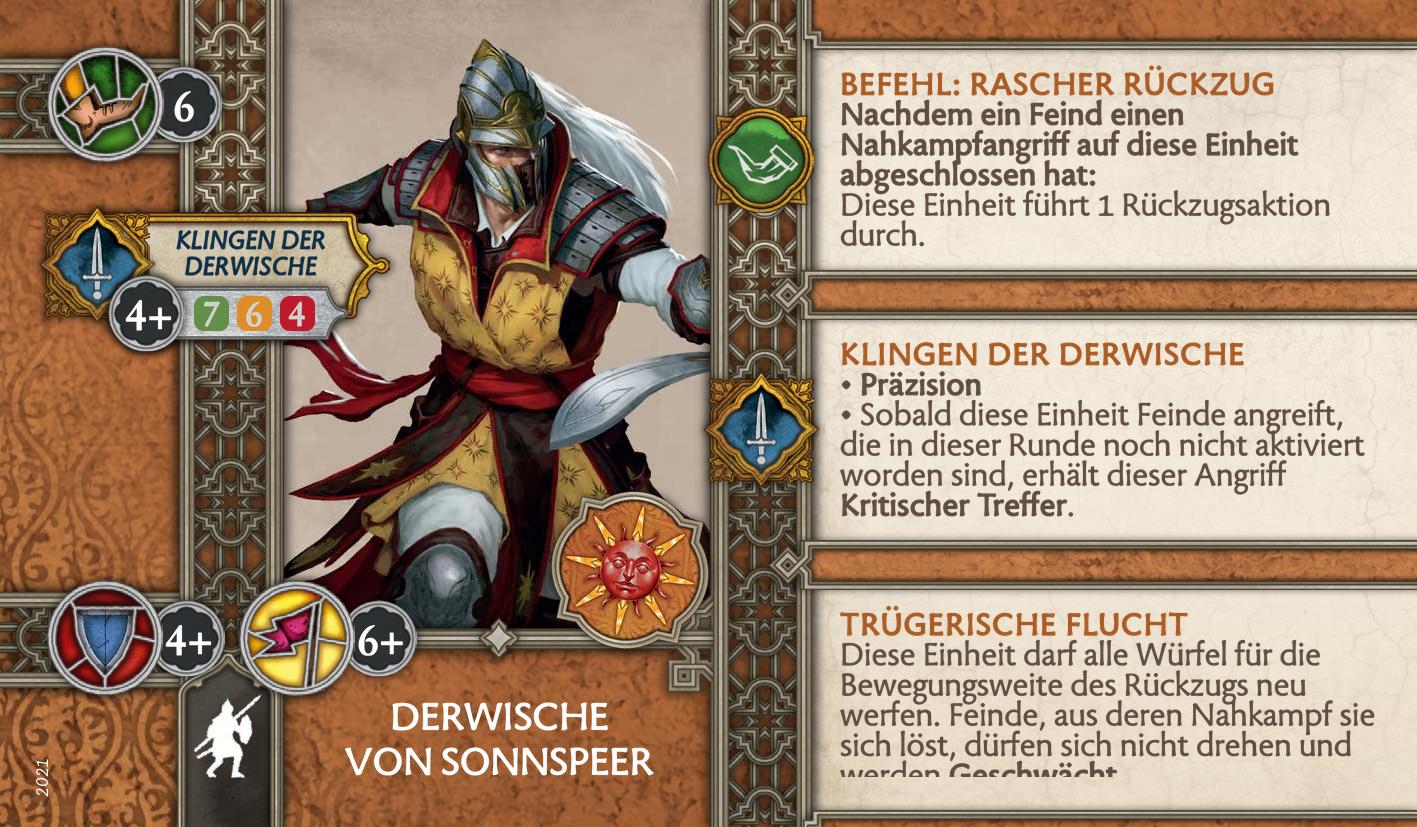 6
KLINGEN DER
DERWISCHE
4+ 7 6 4
4+
6+
DERWISCHE
VON SONNSPEER
2021
BEFEHL: RASCHER RÜCKZUG
Nachdem ein Feind einen
Nahkampfangriff auf diese Einheit
abgeschlossen hat:
Diese Einheit führt 1 Rückzugsaktion
durch.
KLINGEN DER DERWISCHE
• Präzision
• Sobald diese Einheit Feinde angreift,
die in dieser Runde noch nicht aktiviert
worden sind, erhält dieser Angriff
Kritischer Treffer.
TRÜGERISCHE FLUCHT
Diese Einheit darf alle Würfel für die
Bewegungsweite des Rückzugs neu
werfen. Feinde, aus deren Nahkampf sie
sich löst, dürfen sich nicht drehen und
werden Geschwächt.